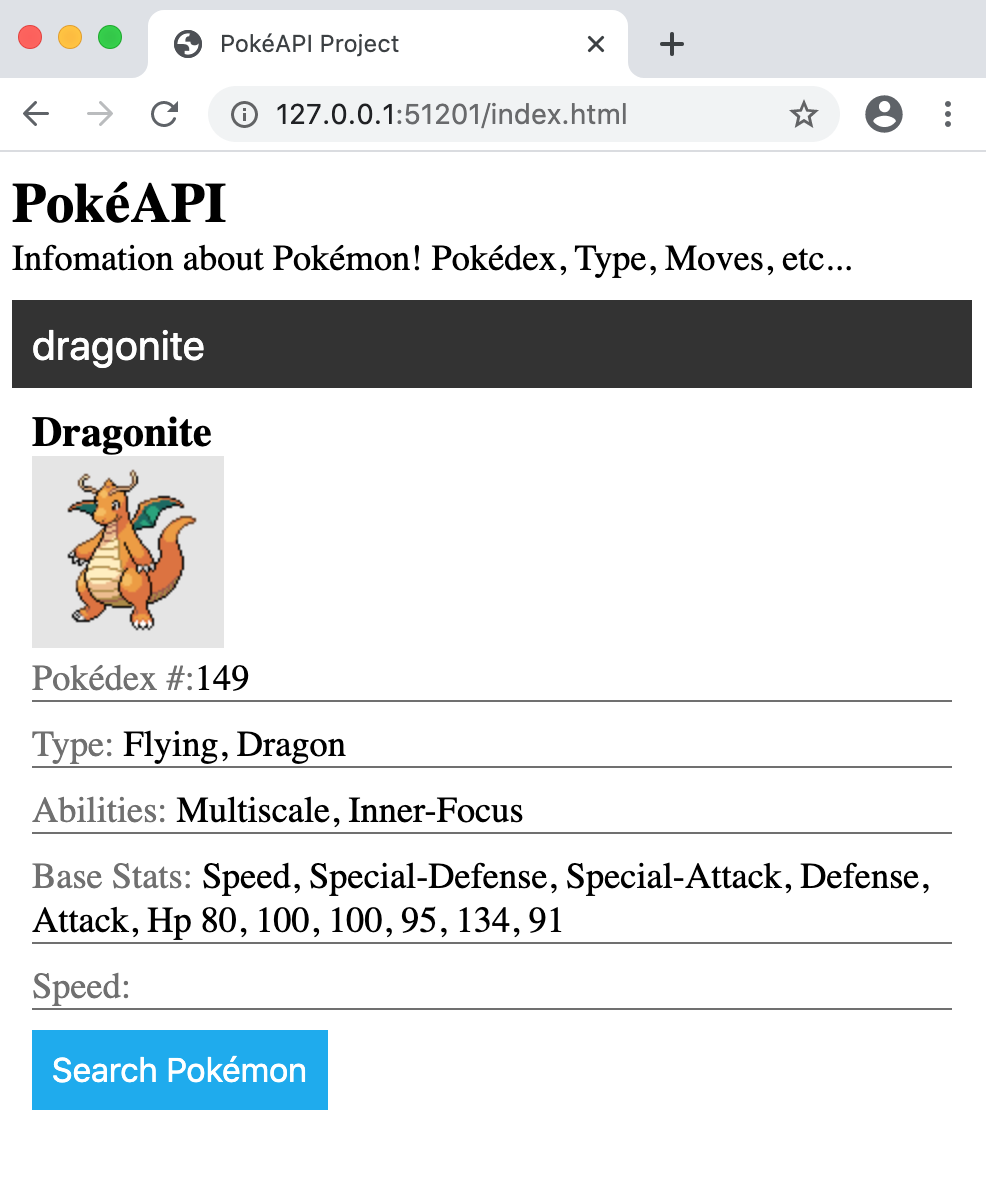 PokéAPI Project
127.0.0.1:51201/index.html
PokéAPI
Infomation about Pokémon! Pokédex, Type, Moves, etc...
dragonite
Dragonite
Pokédex #:149
Type: Flying, Dragon
Abilities: Multiscale, Inner-Focus
Base Stats: Speed, Special-Defense, Special-Attack, Defense,
Attack, Hp 80, 100, 100, 95, 134, 91
Speed:
Search Pokémon